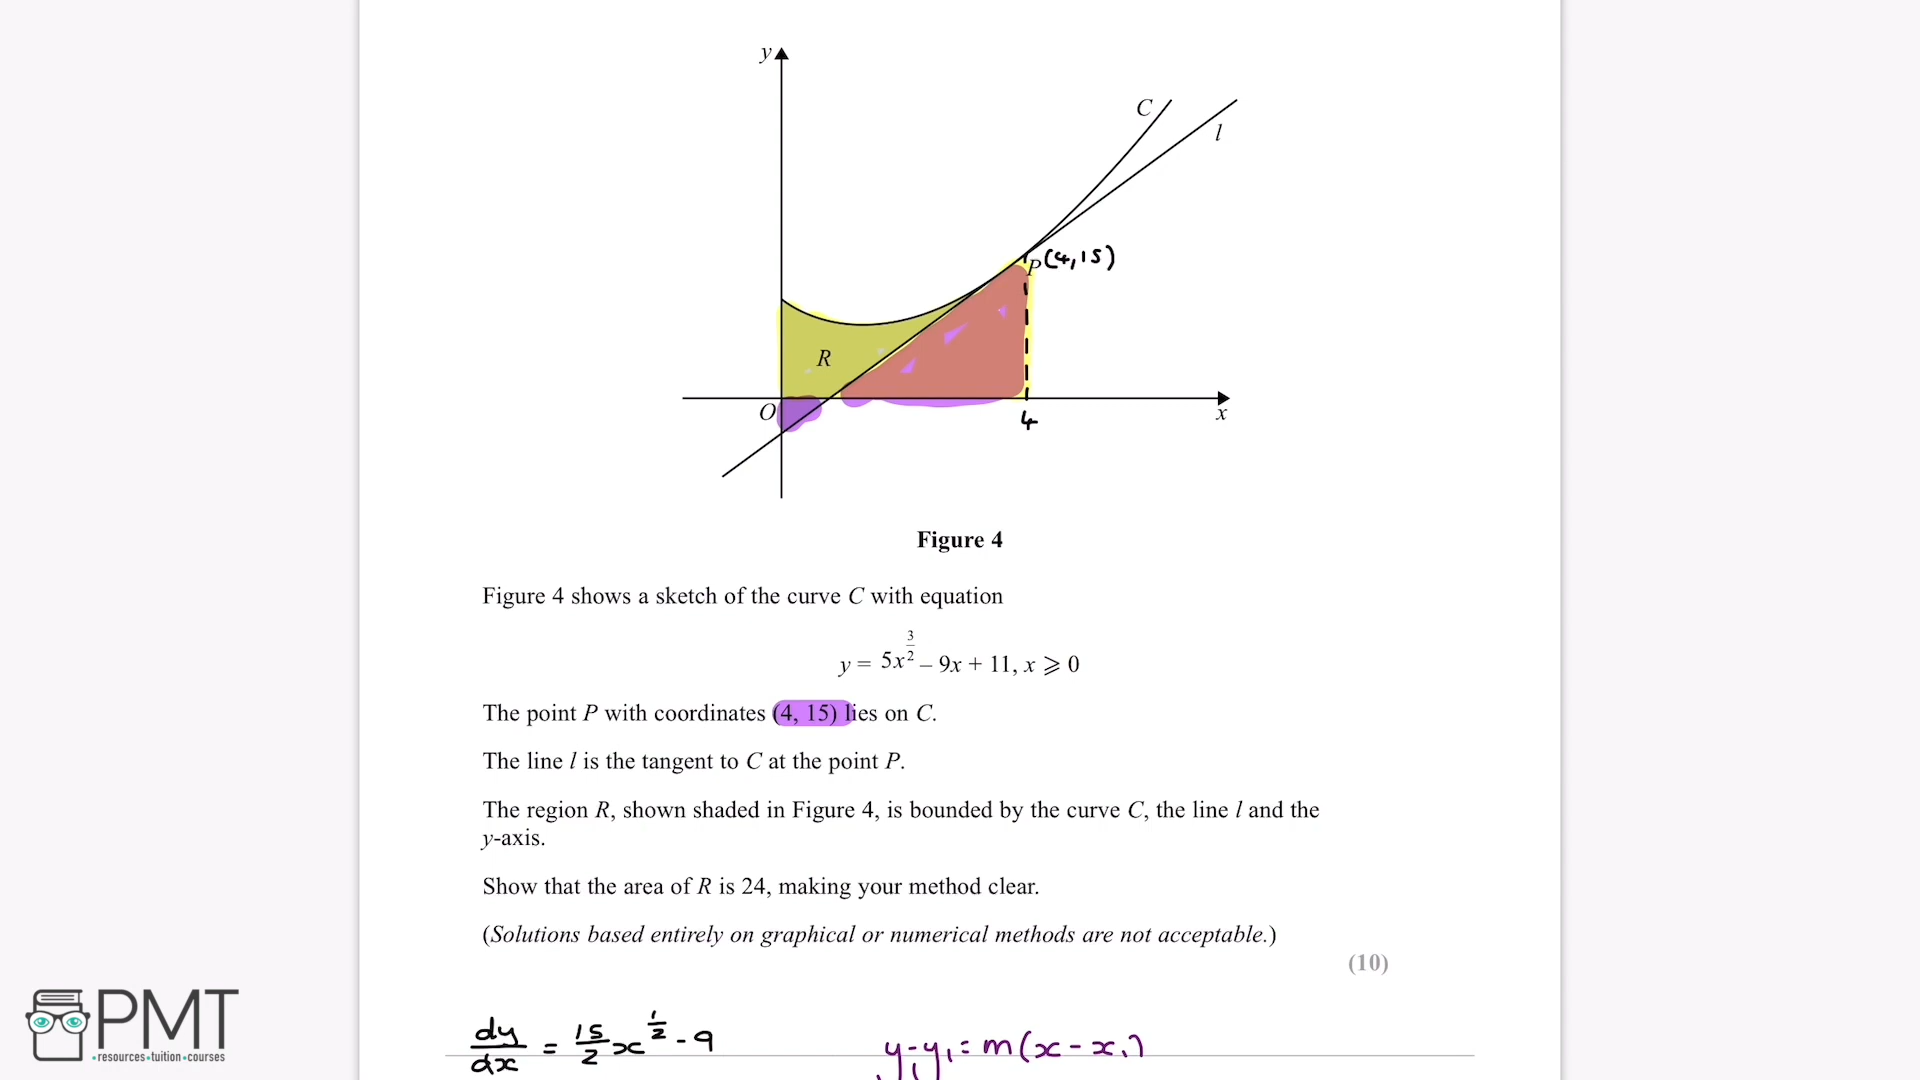 y
C
l
P(4,15)
R
O
4
x
Figure 4
Figure 4 shows a sketch of the curve C with equation
y = 5x^{3/2} – 9x + 11, x ⩾ 0
The point P with coordinates (4, 15) lies on C.
The line l is the tangent to C at the point P.
The region R, shown shaded in Figure 4, is bounded by the curve C, the line l and the
y-axis.
Show that the area of R is 24, making your method clear.
(Solutions based entirely on graphical or numerical methods are not acceptable.)
(10)
dy/dx = 15/2 x^{1/2} - 9
y-y₁ = m(x-x₁)
PMT
•resources•tuition•courses